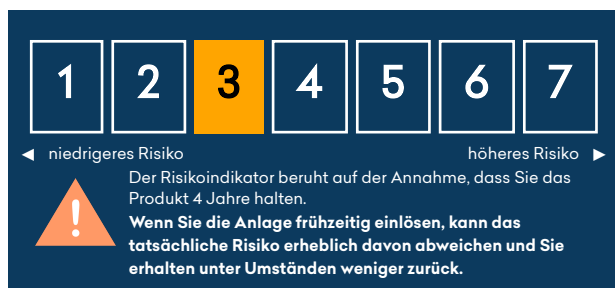 1 2 3 4 5 6 7
◄ niedrigeres Risiko höheres Risiko ►
Der Risikoindikator beruht auf der Annahme, dass Sie das
Produkt 4 Jahre halten.
Wenn Sie die Anlage frühzeitig einlösen, kann das
tatsächliche Risiko erheblich davon abweichen und Sie
erhalten unter Umständen weniger zurück.
!